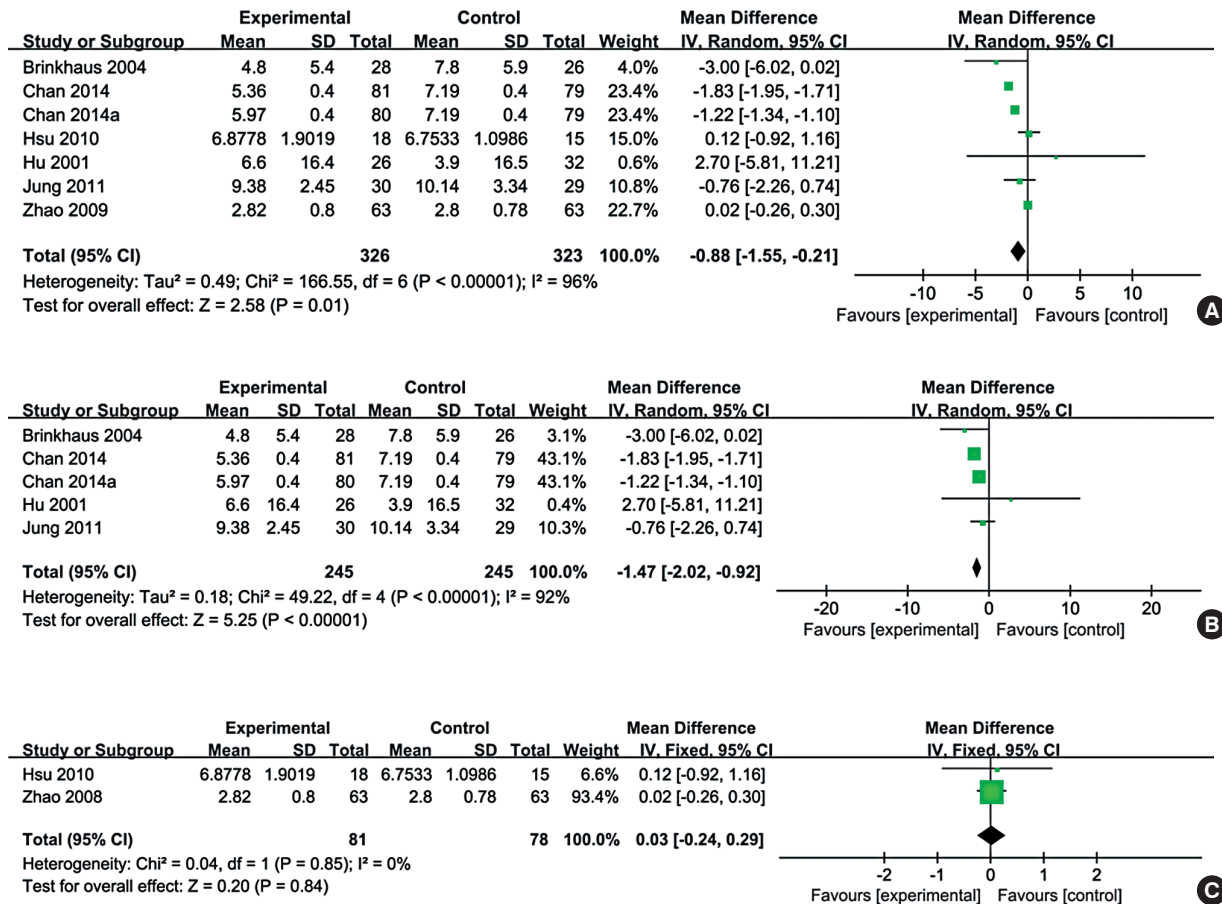 Experimental Control Mean Difference Mean Difference
Study or Subgroup Mean SD Total Mean SD Total Weight IV, Random, 95% CI IV, Random, 95% CI
Brinkhaus 2004 4.8 5.4 28 7.8 5.9 26 4.0% -3.00 [-6.02, 0.02]
Chan 2014 5.36 0.4 81 7.19 0.4 79 23.4% -1.83 [-1.95, -1.71]
Chan 2014a 5.97 0.4 80 7.19 0.4 79 23.4% -1.22 [-1.34, -1.10]
Hsu 2010 6.8778 1.9019 18 6.7533 1.0986 15 15.0% 0.12 [-0.92, 1.16]
Hu 2001 6.6 16.4 26 3.9 16.5 32 0.6% 2.70 [-5.81, 11.21]
Jung 2011 9.38 2.45 30 10.14 3.34 29 10.8% -0.76 [-2.26, 0.74]
Zhao 2009 2.82 0.8 63 2.8 0.78 63 22.7% 0.02 [-0.26, 0.30]
Total (95% CI) 326 323 100.0% -0.88 [-1.55, -0.21]
Heterogeneity: Tau² = 0.49; Chi² = 166.55, df = 6 (P < 0.00001); I² = 96%
Test for overall effect: Z = 2.58 (P = 0.01)
-10 -5 0 5 10
Favours [experimental] Favours [control]
A
Experimental Control Mean Difference Mean Difference
Study or Subgroup Mean SD Total Mean SD Total Weight IV, Random, 95% CI IV, Random, 95% CI
Brinkhaus 2004 4.8 5.4 28 7.8 5.9 26 3.1% -3.00 [-6.02, 0.02]
Chan 2014 5.36 0.4 81 7.19 0.4 79 43.1% -1.83 [-1.95, -1.71]
Chan 2014a 5.97 0.4 80 7.19 0.4 79 43.1% -1.22 [-1.34, -1.10]
Hu 2001 6.6 16.4 26 3.9 16.5 32 0.4% 2.70 [-5.81, 11.21]
Jung 2011 9.38 2.45 30 10.14 3.34 29 10.3% -0.76 [-2.26, 0.74]
Total (95% CI) 245 245 100.0% -1.47 [-2.02, -0.92]
Heterogeneity: Tau² = 0.18; Chi² = 49.22, df = 4 (P < 0.00001); I² = 92%
Test for overall effect: Z = 5.25 (P < 0.00001)
-20 -10 0 10 20
Favours [experimental] Favours [control]
B
Experimental Control Mean Difference Mean Difference
Study or Subgroup Mean SD Total Mean SD Total Weight IV, Fixed, 95% CI IV, Fixed, 95% CI
Hsu 2010 6.8778 1.9019 18 6.7533 1.0986 15 6.6% 0.12 [-0.92, 1.16]
Zhao 2008 2.82 0.8 63 2.8 0.78 63 93.4% 0.02 [-0.26, 0.30]
Total (95% CI) 81 78 100.0% 0.03 [-0.24, 0.29]
Heterogeneity: Chi² = 0.04, df = 1 (P = 0.85); I² = 0%
Test for overall effect: Z = 0.20 (P = 0.84)
-2 -1 0 1 2
Favours [experimental] Favours [control]
C